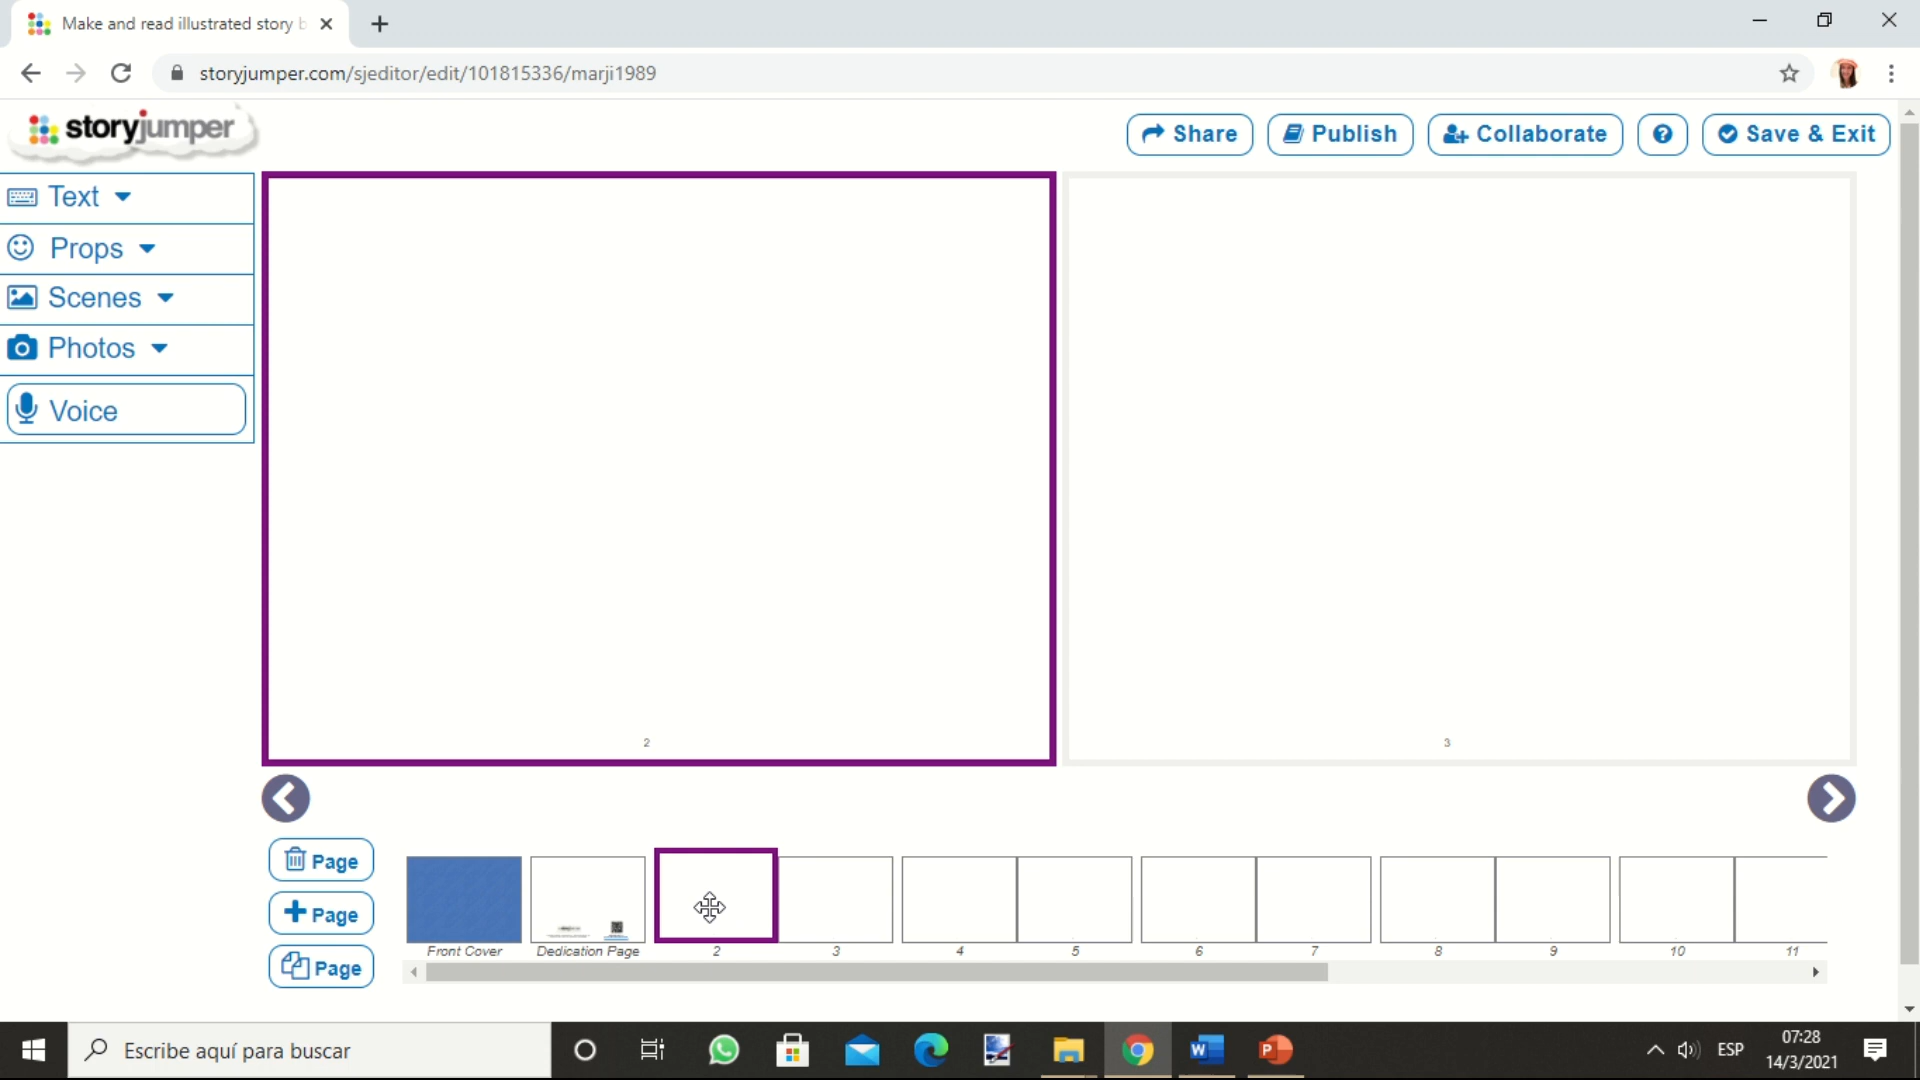 Make and read illustrated story b
storyjumper.com/sjeditor/edit/101815336/marji1989
storyjumper
Share
Publish
Collaborate
?
Save & Exit
Text
Props
Scenes
Photos
Voice
2
3
Page
Page
Page
Front Cover
Dedication Page
2
3
4
5
6
7
8
9
10
11
Escribe aquí para buscar
ESP
07:28
14/3/2021